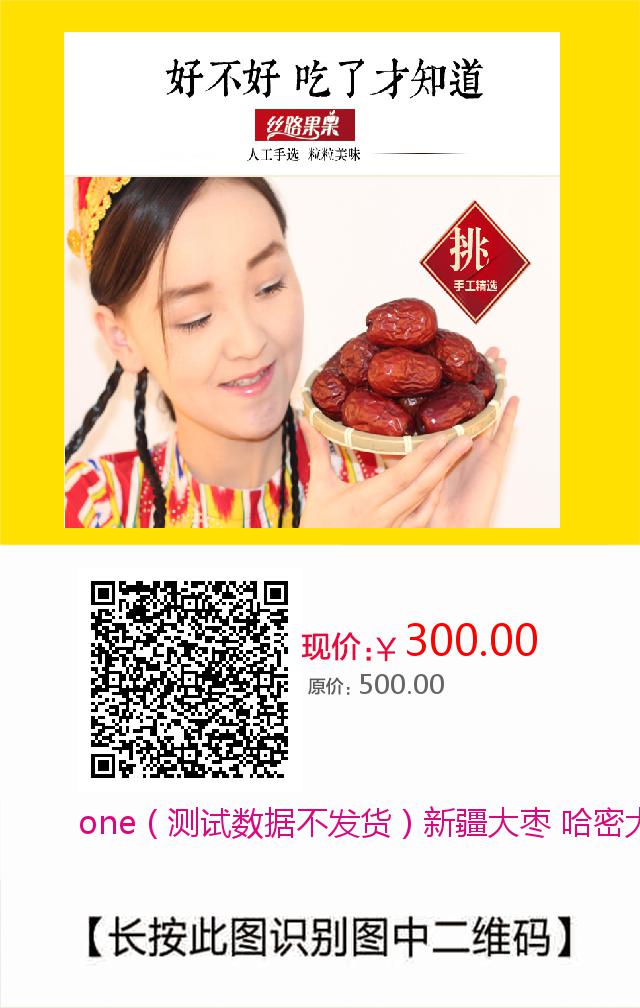 好不好 吃了才知道
丝路果果
人工手选 粒粒美味
挑
手工精选
现价:¥ 300.00
原价: 500.00
one（测试数据不发货）新疆大枣 哈密大
【长按此图识别图中二维码】